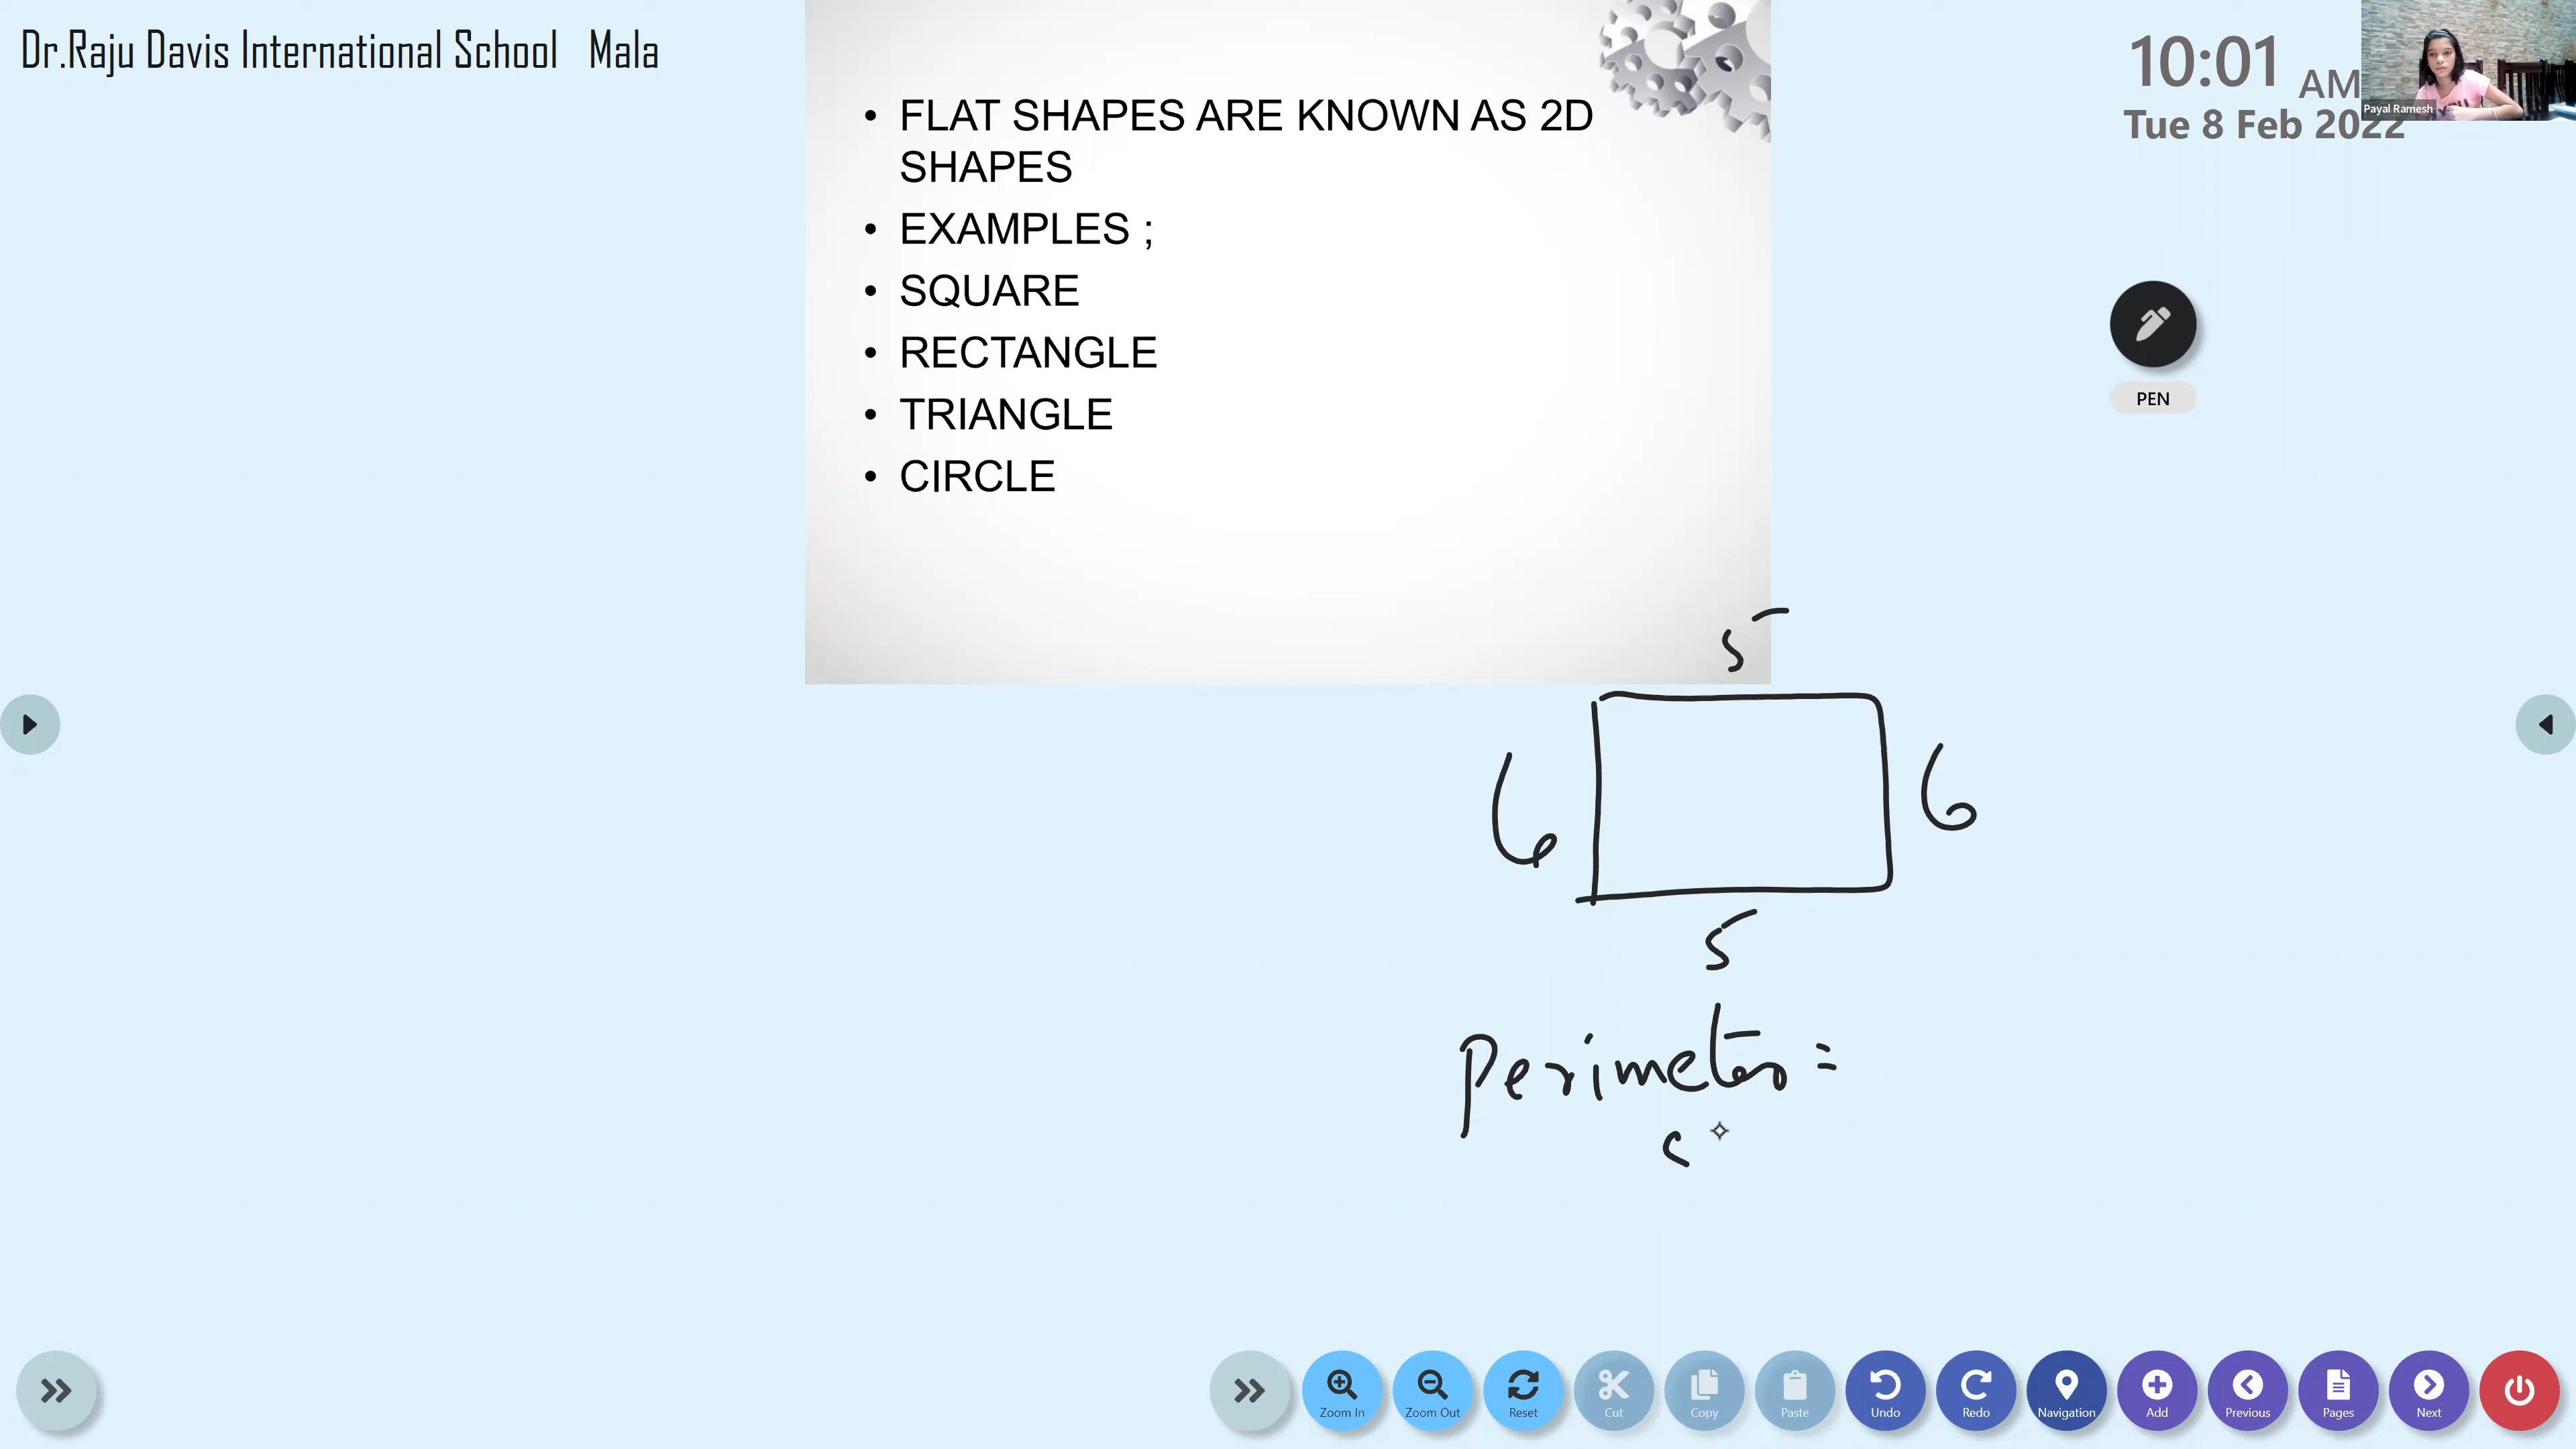 Dr.Raju Davis International School Mala
10:01 AM
Tue 8 Feb 2022
Payal Ramesh
• FLAT SHAPES ARE KNOWN AS 2D
SHAPES
• EXAMPLES ;
• SQUARE
• RECTANGLE
• TRIANGLE
• CIRCLE
PEN
5
6 6
5
Perimeter =
Zoom In Zoom Out Reset Cut Copy Paste Undo Redo Navigation Add Previous Pages Next